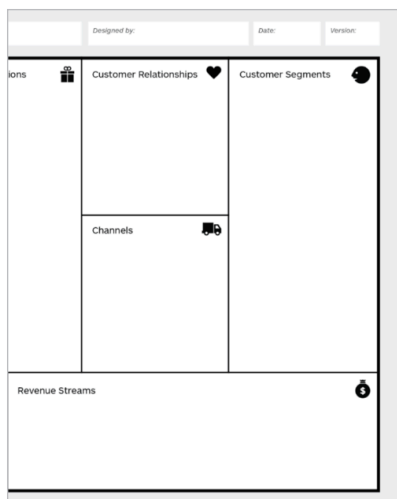 Designed by:
Date:
Version:
ions
Customer Relationships
Customer Segments
Channels
Revenue Streams
$